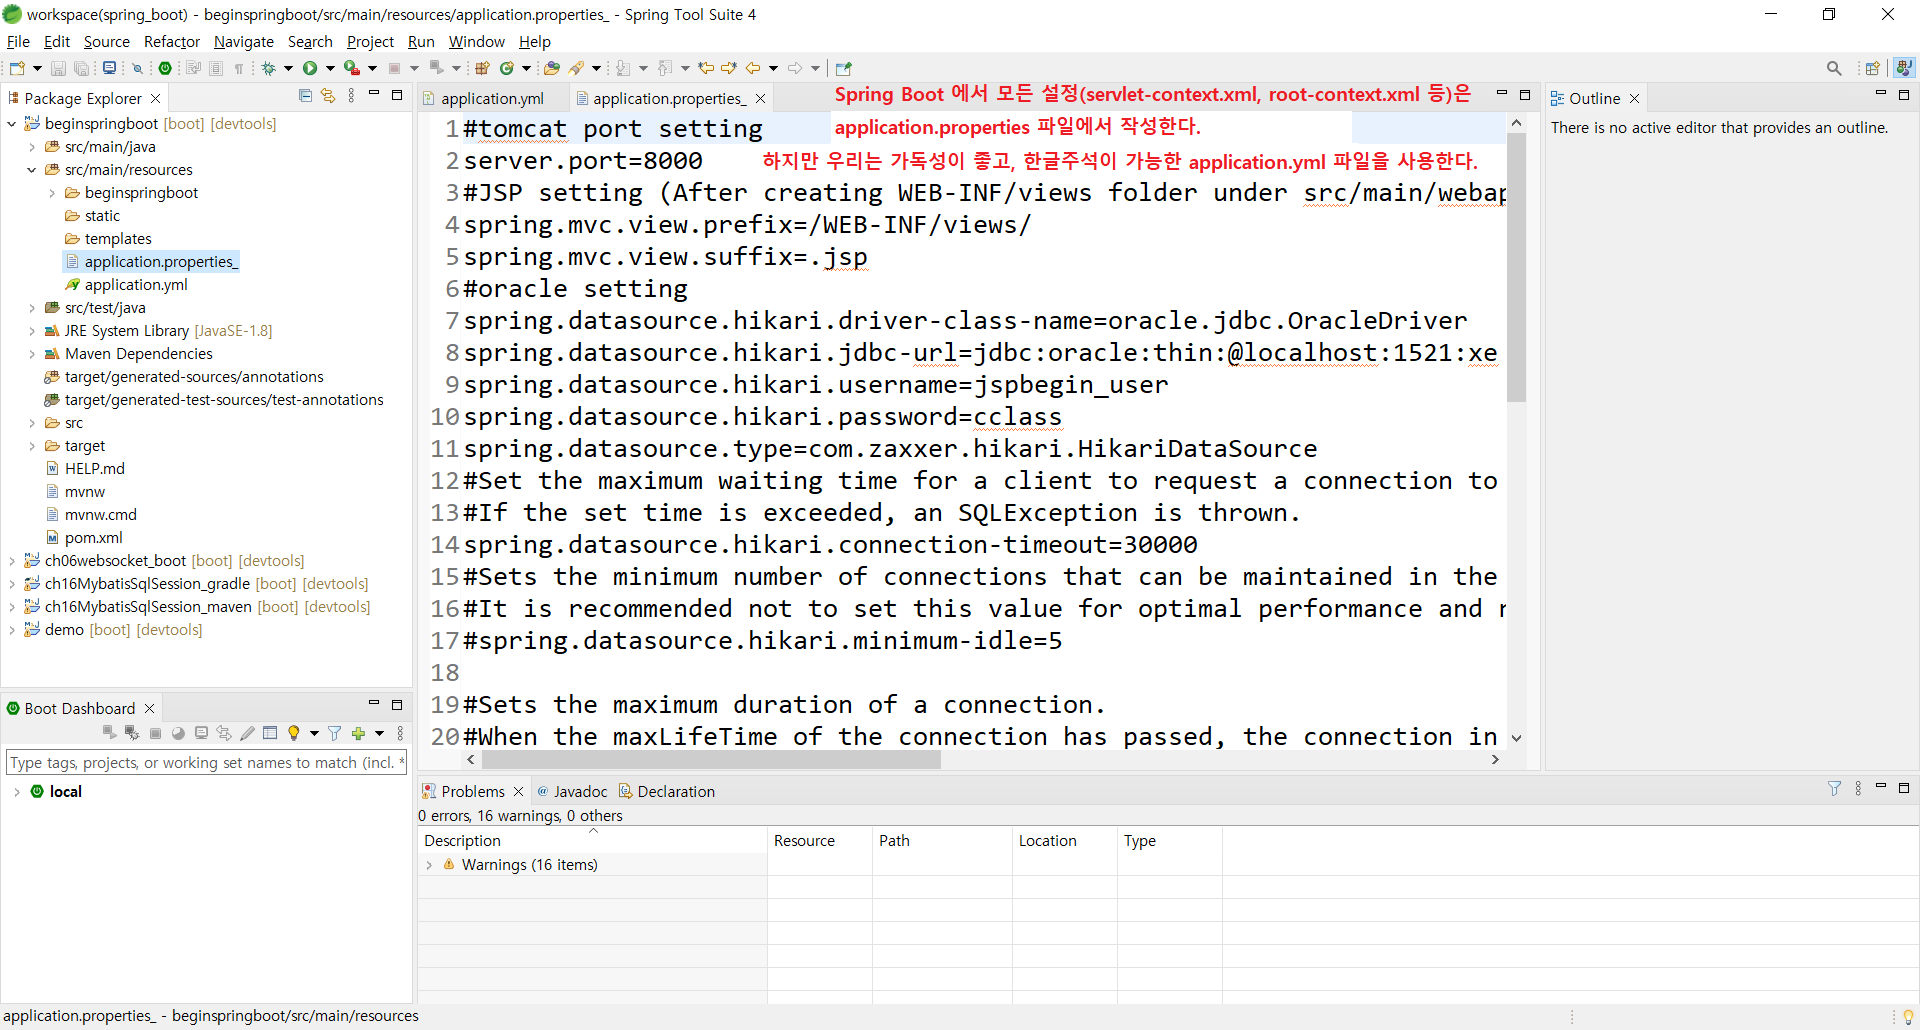 workspace(spring_boot) - beginspringboot/src/main/resources/application.properties_ - Spring Tool Suite 4
File Edit Source Refactor Navigate Search Project Run Window Help
Package Explorer
beginspringboot [boot] [devtools]
src/main/java
src/main/resources
beginspringboot
static
templates
application.properties_
application.yml
src/test/java
JRE System Library [JavaSE-1.8]
Maven Dependencies
target/generated-sources/annotations
target/generated-test-sources/test-annotations
src
target
HELP.md
mvnw
mvnw.cmd
pom.xml
ch06websocket_boot [boot] [devtools]
ch16MybatisSqlSession_gradle [boot] [devtools]
ch16MybatisSqlSession_maven [boot] [devtools]
demo [boot] [devtools]
Boot Dashboard
Type tags, projects, or working set names to match (incl. *
local
application.yml application.properties_
Spring Boot 에서 모든 설정(servlet-context.xml, root-context.xml 등)은
application.properties 파일에서 작성한다.
하지만 우리는 가독성이 좋고, 한글주석이 가능한 application.yml 파일을 사용한다.
1 #tomcat port setting
2 server.port=8000
3 #JSP setting (After creating WEB-INF/views folder under src/main/webap
4 spring.mvc.view.prefix=/WEB-INF/views/
5 spring.mvc.view.suffix=.jsp
6 #oracle setting
7 spring.datasource.hikari.driver-class-name=oracle.jdbc.OracleDriver
8 spring.datasource.hikari.jdbc-url=jdbc:oracle:thin:@localhost:1521:xe
9 spring.datasource.hikari.username=jspbegin_user
10 spring.datasource.hikari.password=cclass
11 spring.datasource.type=com.zaxxer.hikari.HikariDataSource
12 #Set the maximum waiting time for a client to request a connection to
13 #If the set time is exceeded, an SQLException is thrown.
14 spring.datasource.hikari.connection-timeout=30000
15 #Sets the minimum number of connections that can be maintained in the
16 #It is recommended not to set this value for optimal performance and r
17 #spring.datasource.hikari.minimum-idle=5
18
19 #Sets the maximum duration of a connection.
20 #When the maxLifeTime of the connection has passed, the connection in
Outline
There is no active editor that provides an outline.
Problems @ Javadoc Declaration
0 errors, 16 warnings, 0 others
Description Resource Path Location Type
Warnings (16 items)
application.properties_ - beginspringboot/src/main/resources